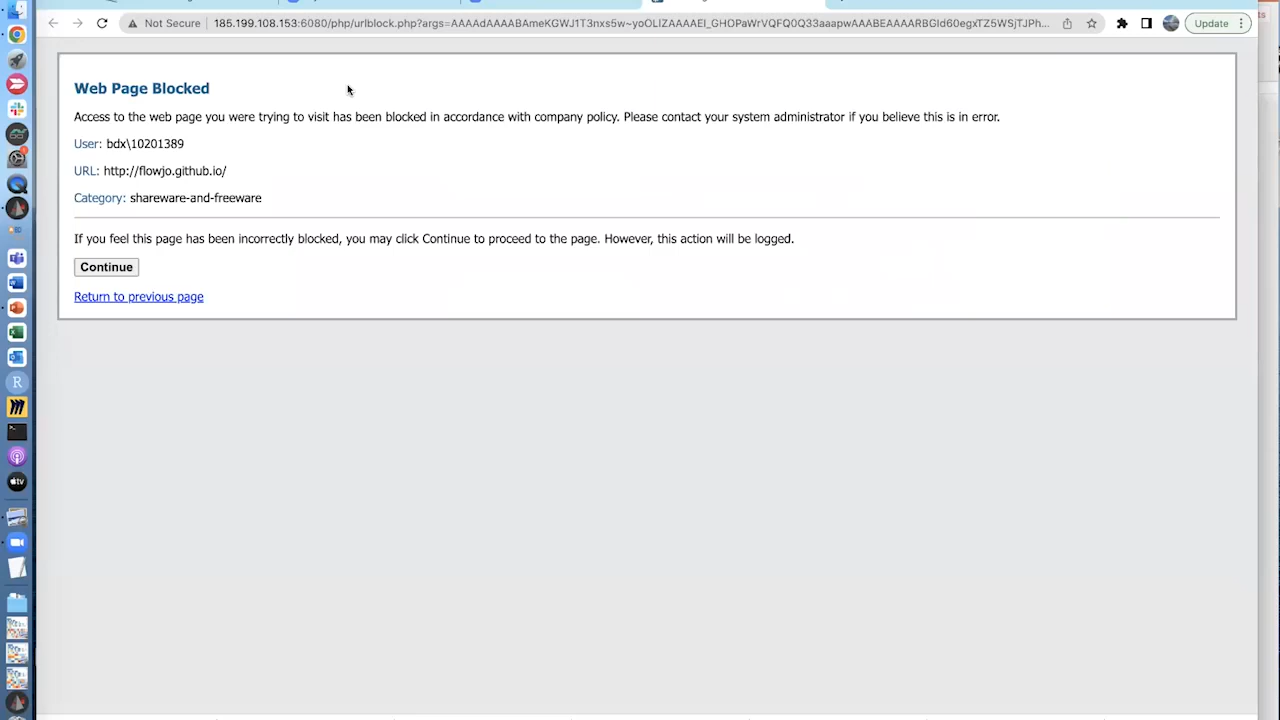 Not Secure
185.199.108.153:6080/php/urlblock.php?args=AAAAAAAAABAmeKGWJ1T3nxs5w~yoOLIZAAAAEI_GHOPaWrVQFQ0Q33aaapwAAABEAAAARBGld60egxTZ5WSjTJPh...
Update
Web Page Blocked
Access to the web page you were trying to visit has been blocked in accordance with company policy. Please contact your system administrator if you believe this is in error.
User: bdx\10201389
URL: http://flowjo.github.io/
Category: shareware-and-freeware
If you feel this page has been incorrectly blocked, you may click Continue to proceed to the page. However, this action will be logged.
Continue
Return to previous page